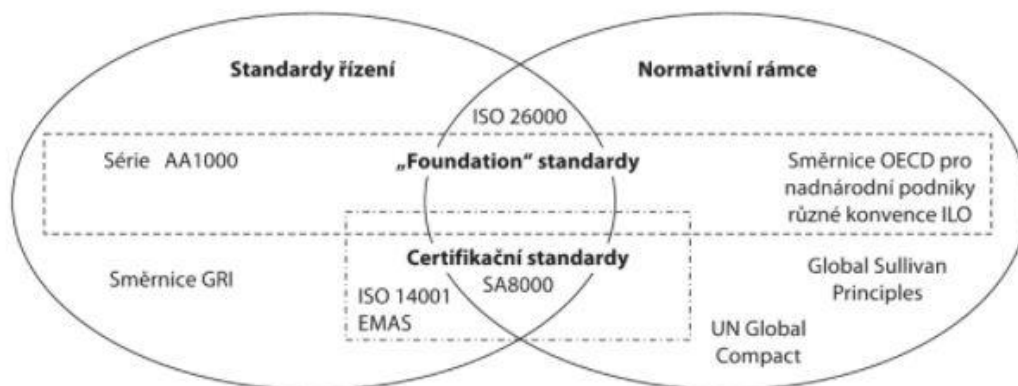 Standardy řízení
Normativní rámce
ISO 26000
Série AA1000
„Foundation“ standardy
Směrnice OECD pro
nadnárodní podniky
různé konvence ILO
Certifikační standardy
SA8000
Směrnice GRI
ISO 14001
EMAS
Global Sullivan
Principles
UN Global
Compact